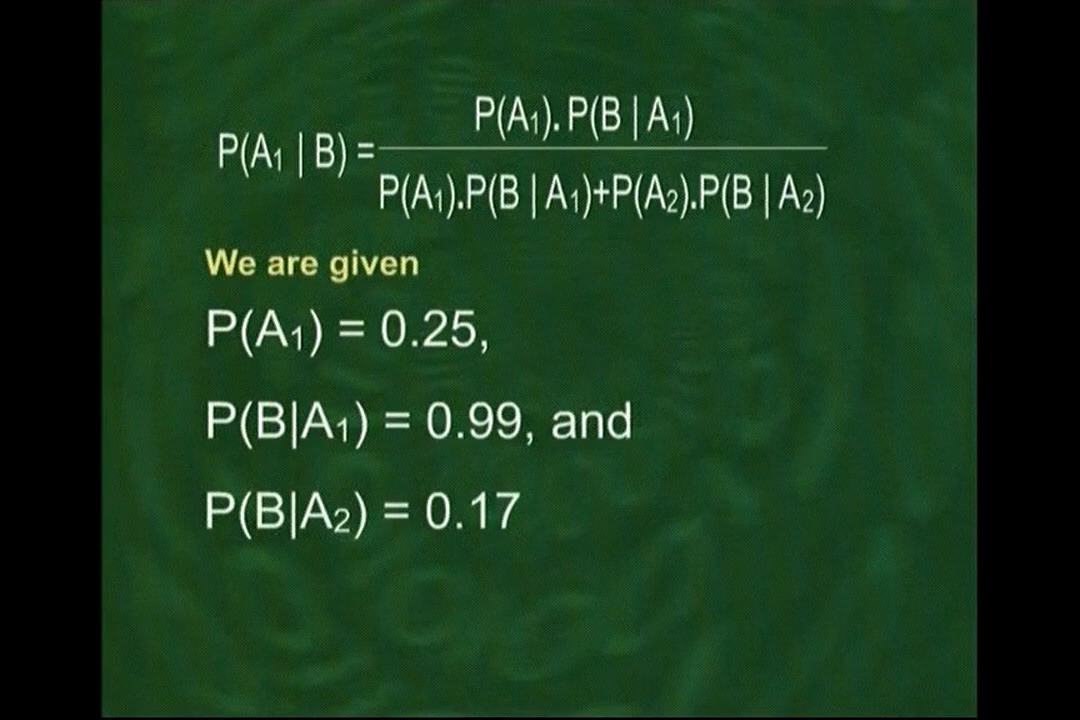 P(A₁ | B) = P(A₁). P(B | A₁) / P(A₁).P(B | A₁)+P(A₂).P(B | A₂)
We are given
P(A₁) = 0.25,
P(B|A₁) = 0.99, and
P(B|A₂) = 0.17